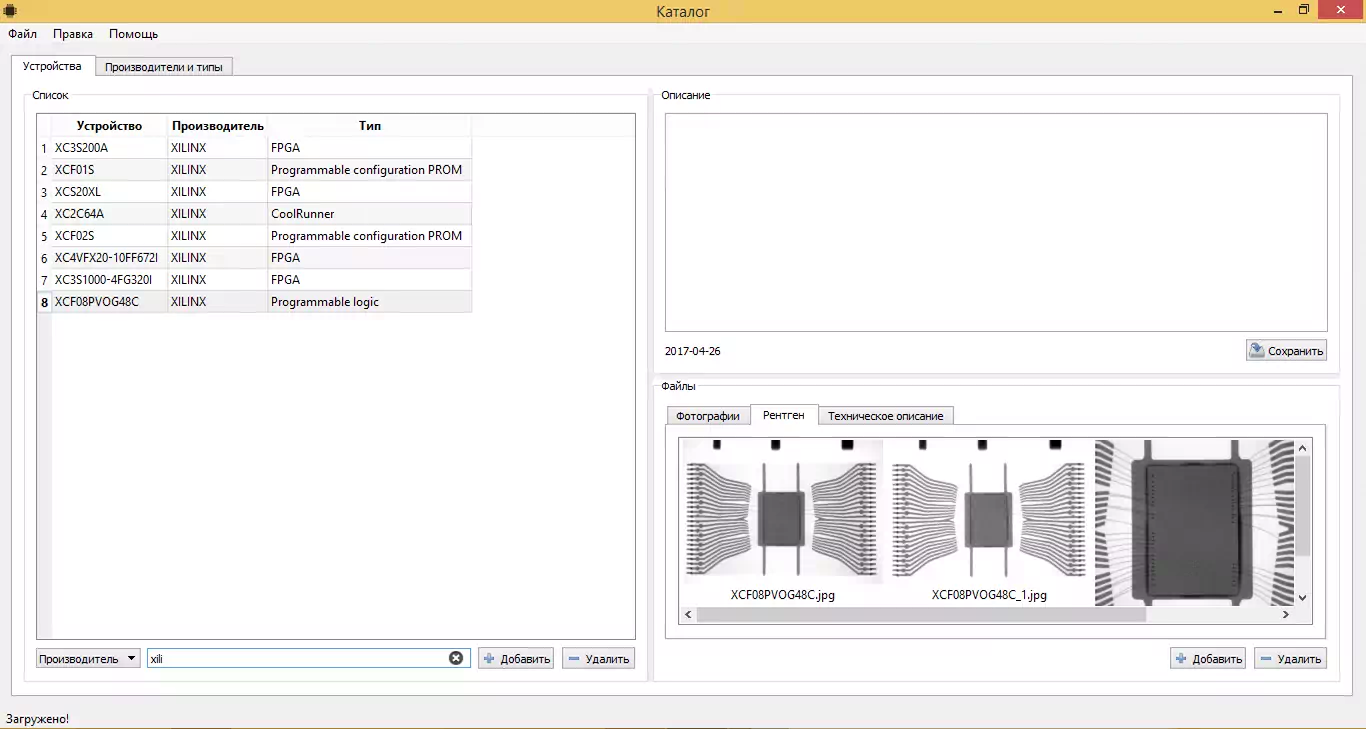 Каталог
Файл Правка Помощь
Устройства Производители и типы
Список
Устройство Производитель Тип
1 XC3S200A XILINX FPGA
2 XCF01S XILINX Programmable configuration PROM
3 XCS20XL XILINX FPGA
4 XC2C64A XILINX CoolRunner
5 XCF02S XILINX Programmable configuration PROM
6 XC4VFX20-10FF672I XILINX FPGA
7 XC3S1000-4FG320I XILINX FPGA
8 XCF08PVOG48C XILINX Programmable logic
Производитель xili Добавить Удалить
Описание
2017-04-26 Сохранить
Файлы
Фотографии Рентген Техническое описание
XCF08PVOG48C.jpg XCF08PVOG48C_1.jpg
Добавить Удалить
Загружено!